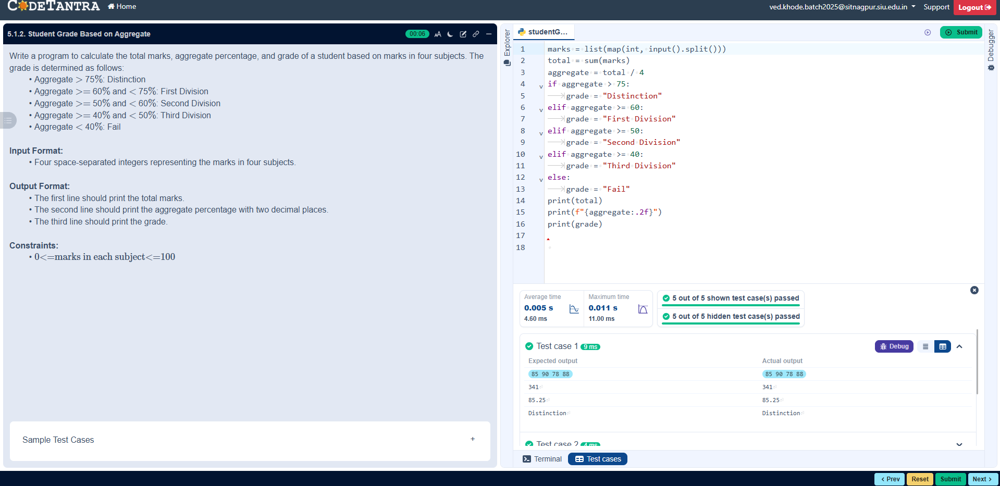 CODETANTRA
Home
ved.khode.batch2025@sitnagpur.siu.edu.in
Support
Logout
5.1.2. Student Grade Based on Aggregate
00:06
Write a program to calculate the total marks, aggregate percentage, and grade of a student based on marks in four subjects. The
grade is determined as follows:
• Aggregate > 75%: Distinction
• Aggregate >= 60% and < 75%: First Division
• Aggregate >= 50% and < 60%: Second Division
• Aggregate >= 40% and < 50%: Third Division
• Aggregate < 40%: Fail
Input Format:
• Four space-separated integers representing the marks in four subjects.
Output Format:
• The first line should print the total marks.
• The second line should print the aggregate percentage with two decimal places.
• The third line should print the grade.
Constraints:
• 0<=marks in each subject<=100
Sample Test Cases
+
Explorer
studentG...
Submit
Debugger
1 marks = list(map(int, input().split()))
2 total = sum(marks)
3 aggregate = total / 4
4 if aggregate > 75:
5 grade = "Distinction"
6 elif aggregate >= 60:
7 grade = "First Division"
8 elif aggregate >= 50:
9 grade = "Second Division"
10 elif aggregate >= 40:
11 grade = "Third Division"
12 else:
13 grade = "Fail"
14 print(total)
15 print(f"{aggregate:.2f}")
16 print(grade)
17
18
Average time
0.005 s
4.60 ms
Maximum time
0.011 s
11.00 ms
5 out of 5 shown test case(s) passed
5 out of 5 hidden test case(s) passed
Test case 1 9 ms
Debug
Expected output
Actual output
85 90 78 88
85 90 78 88
341
341
85.25
85.25
Distinction
Distinction
Test case 2 4 ms
Terminal
Test cases
< Prev
Reset
Submit
Next >